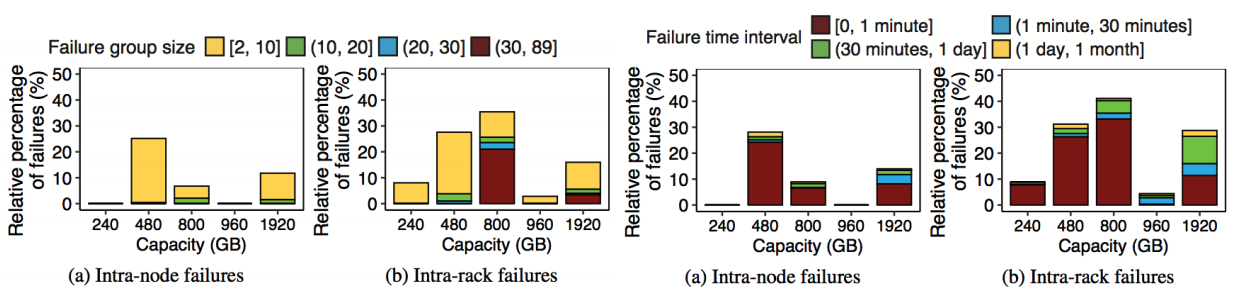 Failure group size [2, 10] (10, 20] (20, 30] (30, 89]
Relative percentage
of failures (%)
50
40
30
20
10
0
240 480 800 960 1920
Capacity (GB)
(a) Intra-node failures
Relative percentage
of failures (%)
50
40
30
20
10
0
240 480 800 960 1920
Capacity (GB)
(b) Intra-rack failures
Failure time interval [0, 1 minute] (1 minute, 30 minutes]
(30 minutes, 1 day] (1 day, 1 month]
Relative percentage
of failures (%)
50
40
30
20
10
0
240 480 800 960 1920
Capacity (GB)
(a) Intra-node failures
Relative percentage
of failures (%)
50
40
30
20
10
0
240 480 800 960 1920
Capacity (GB)
(b) Intra-rack failures